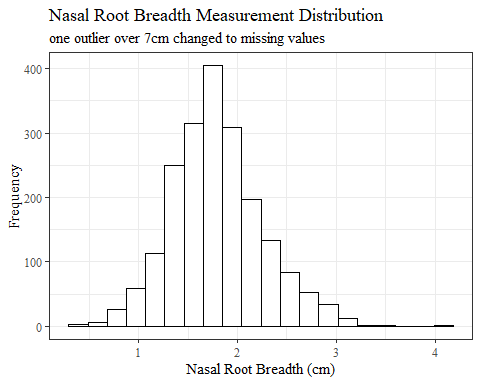 Nasal Root Breadth Measurement Distribution
one outlier over 7cm changed to missing values
400
300
200
100
0
Frequency
1 2 3 4
Nasal Root Breadth (cm)